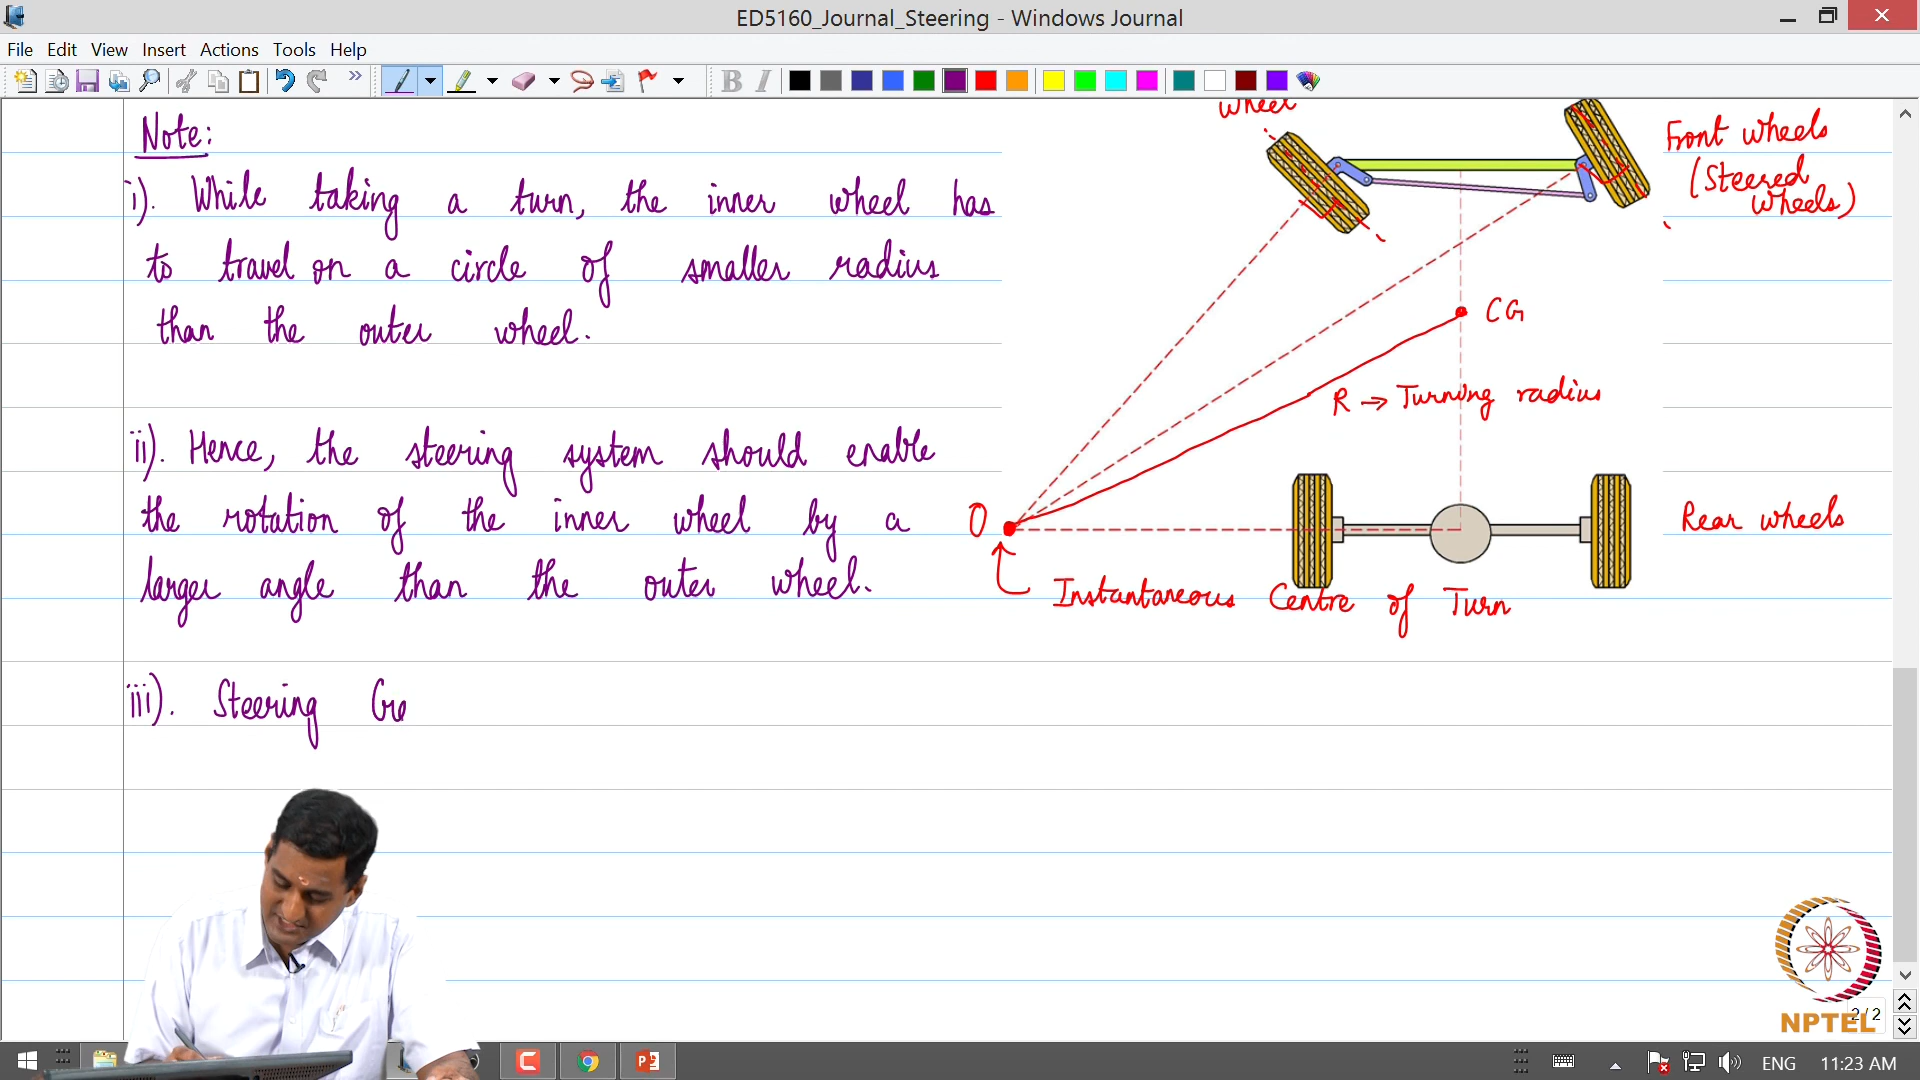 ED5160_Journal_Steering - Windows Journal
File Edit View Insert Actions Tools Help
B I
Note:
i). While taking a turn, the inner wheel has
to travel on a circle of smaller radius
than the outer wheel.
ii). Hence, the steering system should enable
the rotation of the inner wheel by a
larger angle than the outer wheel.
iii). Steering Ge
wheel
Front wheels
(Steered
wheels)
CG
R → Turning radius
O
Rear wheels
Instantaneous Centre of Turn
NPTEL
2 / 2
ENG 11:23 AM